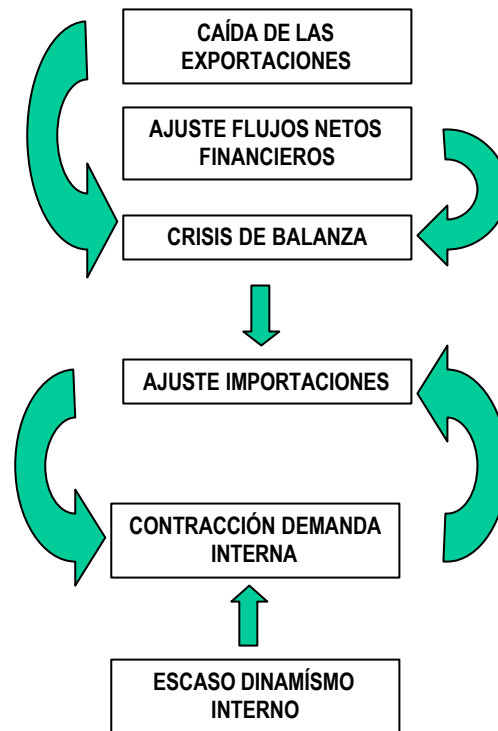 CAÍDA DE LAS
EXPORTACIONES
AJUSTE FLUJOS NETOS
FINANCIEROS
CRISIS DE BALANZA
AJUSTE IMPORTACIONES
CONTRACCIÓN DEMANDA
INTERNA
ESCASO DINAMÍSMO
INTERNO